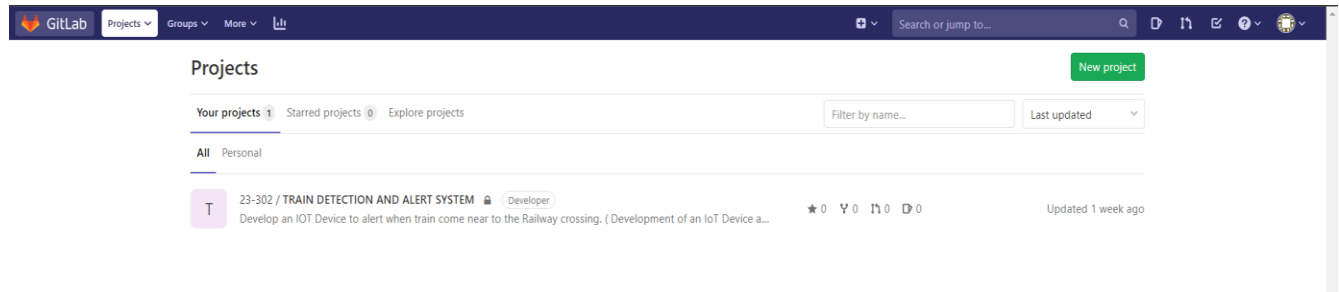 GitLab Projects Groups More Search or jump to...
Projects New project
Your projects 1 Starred projects 0 Explore projects Filter by name... Last updated
All Personal
T 23-302 / TRAIN DETECTION AND ALERT SYSTEM Developer
Develop an IOT Device to alert when train come near to the Railway crossing. ( Development of an IoT Device a... 0 0 0 0 Updated 1 week ago